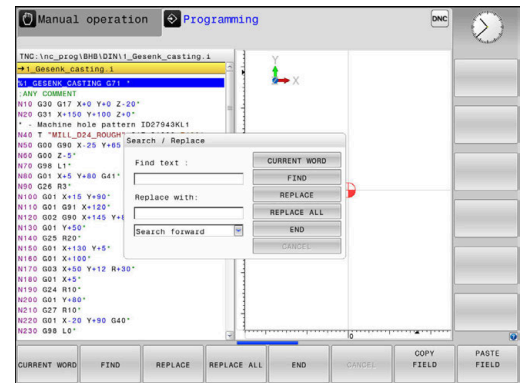 Manual operation
Programming
DNC
TNC:\nc_prog\BHB\DIN\1_Gesenk_casting.i
→1_Gesenk_casting.i
%1_GESENK_CASTING G71 *
;ANY COMMENT
N10 G30 G17 X+0 Y+0 Z-20*
N20 G31 X+150 Y+100 Z+0*
* - Machine hole pattern ID27943KL1
N40 T "MILL_D24_ROUGH"
N50 G00 G90 X-25 Y+65
N60 G00 Z-5*
N70 G98 L1*
N80 G01 X+5 Y+80 G41*
N90 G26 R3*
N100 G01 X+15 Y+90*
N110 G01 G91 X+120*
N120 G02 G90 X+145 Y+
N130 G01 Y+50*
N140 G25 R20*
N150 G01 X+130 Y+5*
N160 G01 X+100*
N170 G03 X+50 Y+12 R+30*
N180 G01 X+5*
N190 G24 R10*
N200 G01 Y+80*
N210 G27 R10*
N220 G01 X-20 Y+90 G40*
N230 G98 L0*
Y
X
0
Search / Replace
Find text :
Replace with:
Search forward
CURRENT WORD
FIND
REPLACE
REPLACE ALL
END
CANCEL
CURRENT WORD
FIND
REPLACE
REPLACE ALL
END
CANCEL
COPY
FIELD
PASTE
FIELD